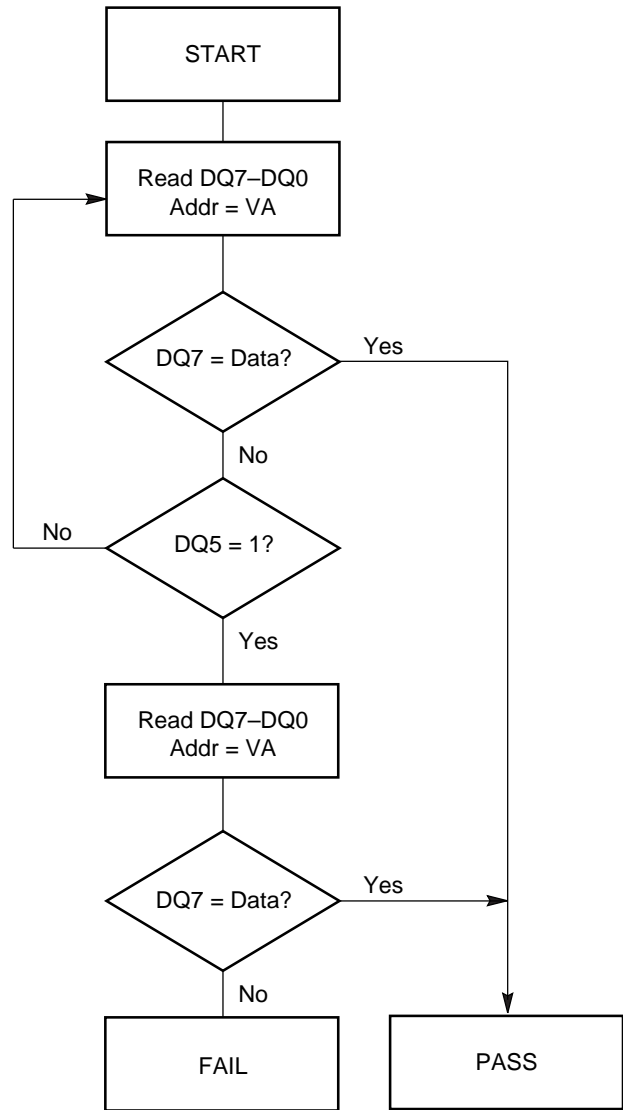 START
Read DQ7–DQ0
Addr = VA
DQ7 = Data?
Yes
No
No
DQ5 = 1?
Yes
Read DQ7–DQ0
Addr = VA
DQ7 = Data?
Yes
No
FAIL
PASS